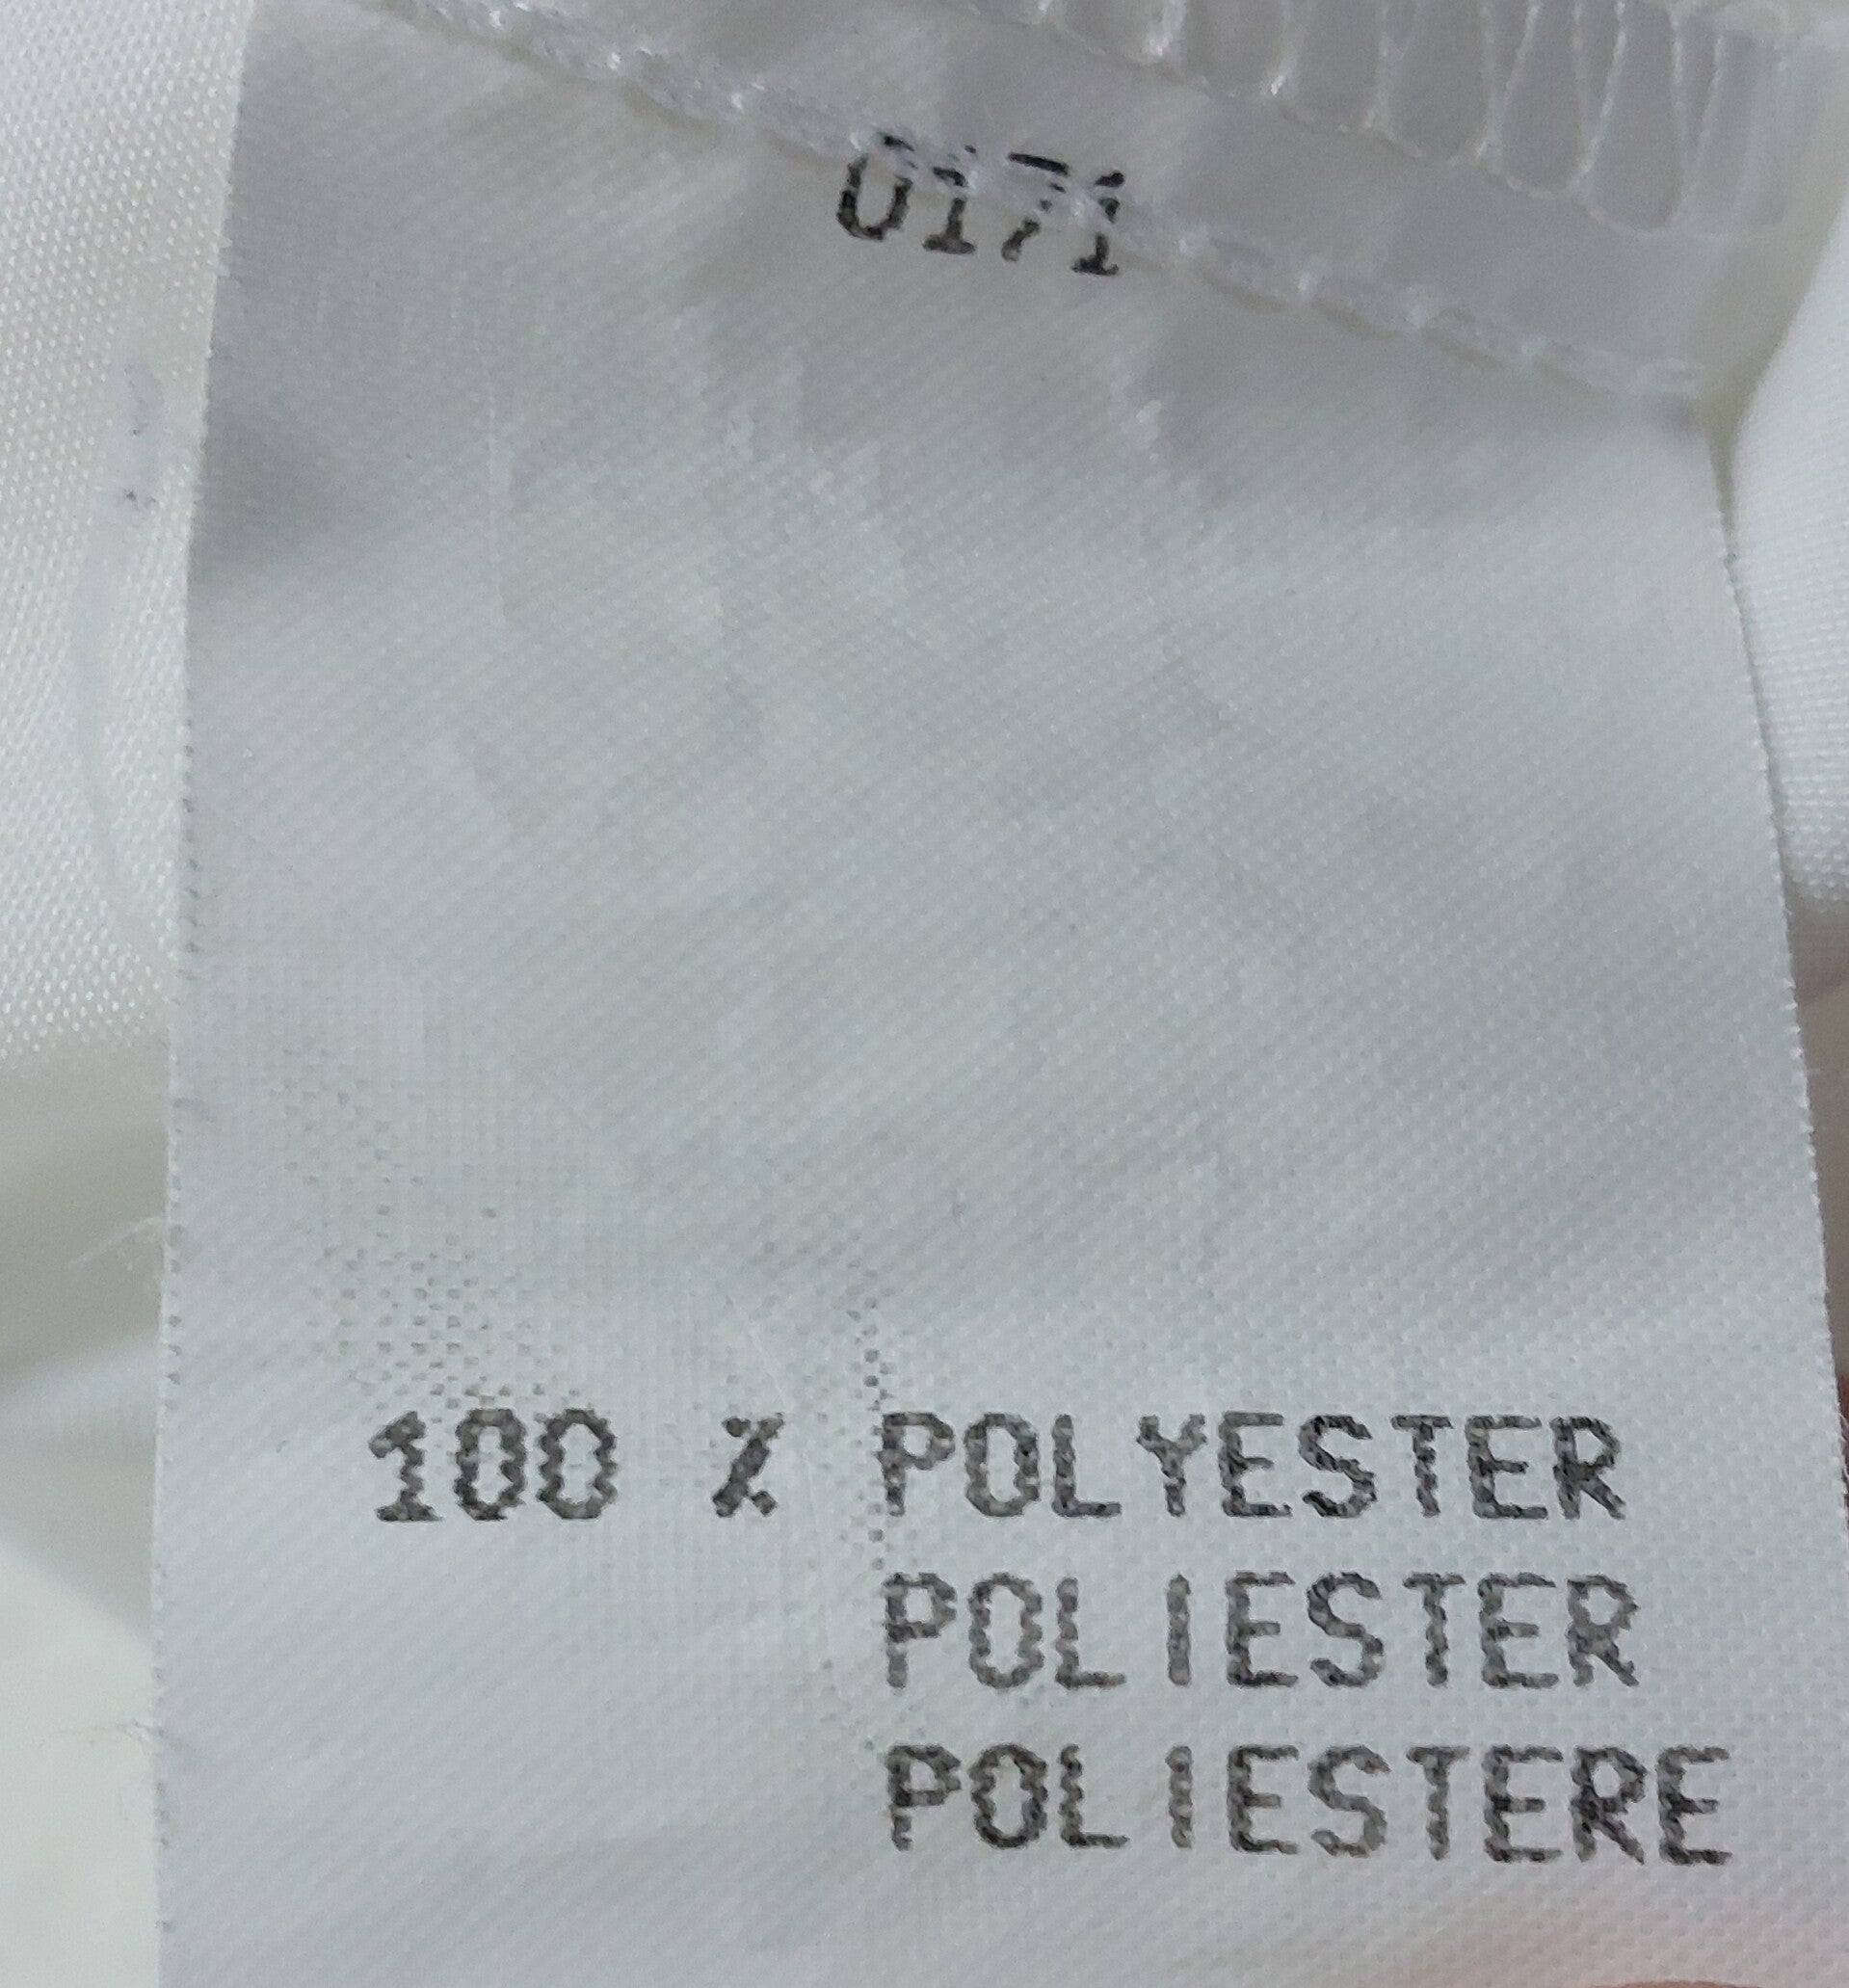 0171
100 % POLYESTER
POLIESTER
POLIESTERE